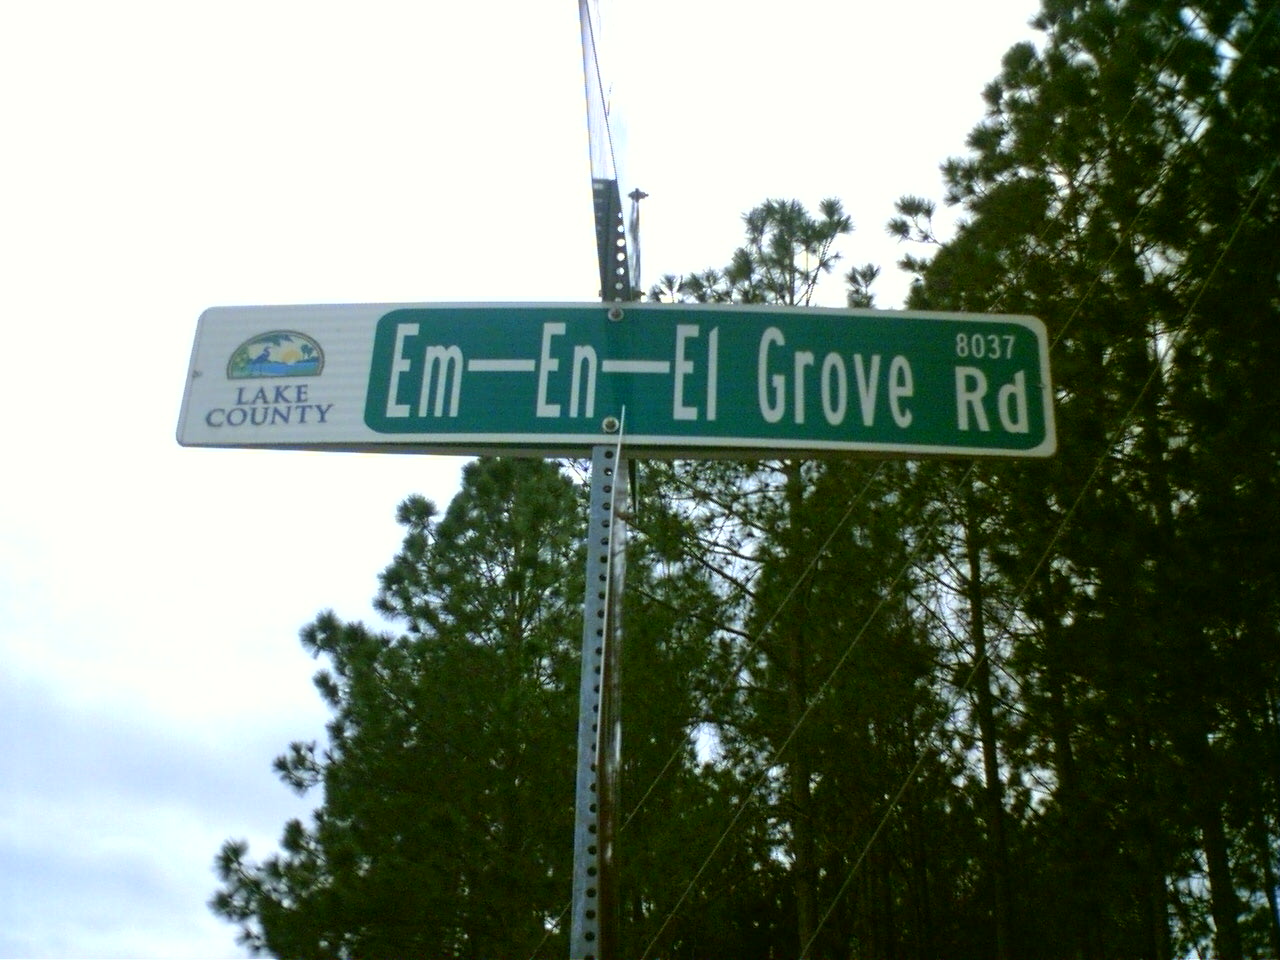 LAKE
COUNTY
Em—En—El Grove Rd
8037